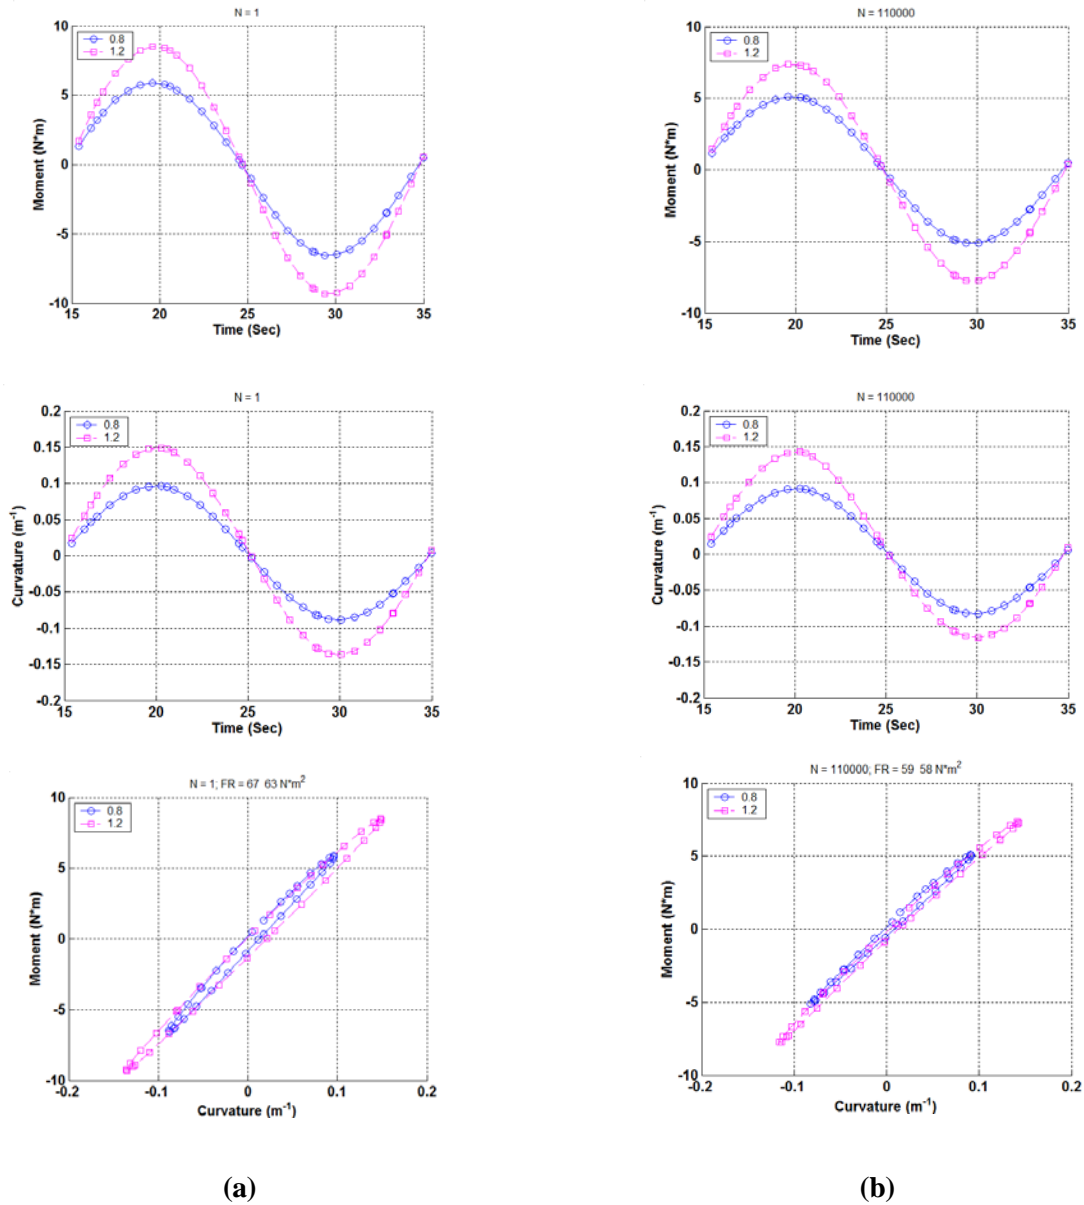 N = 1
0.8
1.2
10
5
0
-5
-10
Moment (N*m)
15 20 25 30 35
Time (Sec)
N = 110000
0.8
1.2
10
5
0
-5
-10
Moment (N*m)
15 20 25 30 35
Time (Sec)
N = 1
0.8
1.2
0.2
0.15
0.1
0.05
0
-0.05
-0.1
-0.15
-0.2
Curvature (m-1)
15 20 25 30 35
Time (Sec)
N = 110000
0.8
1.2
0.2
0.15
0.1
0.05
0
-0.05
-0.1
-0.15
-0.2
Curvature (m-1)
15 20 25 30 35
Time (Sec)
N = 1; FR = 67 63 N*m2
0.8
1.2
10
5
0
-5
-10
Moment (N*m)
-0.2 -0.1 0 0.1 0.2
Curvature (m-1)
N = 110000; FR = 59 58 N*m2
0.8
1.2
10
5
0
-5
-10
Moment (N*m)
-0.2 -0.1 0 0.1 0.2
Curvature (m-1)
(a)
(b)